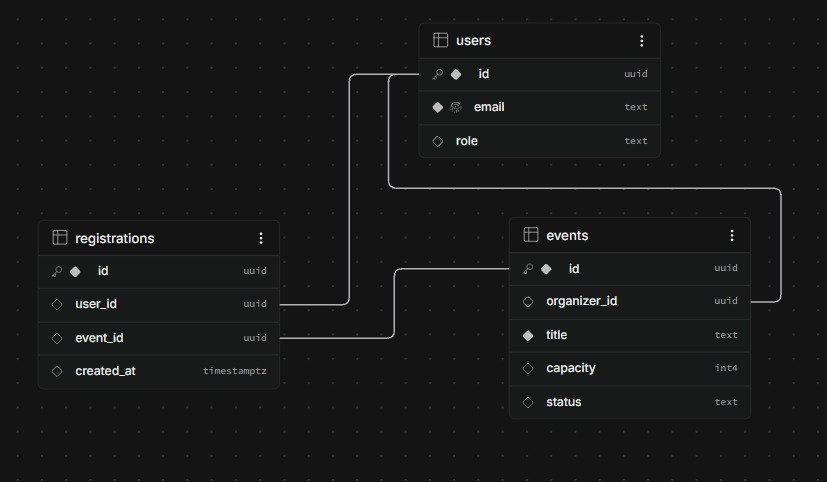 users
id uuid
email text
role text
registrations
id uuid
user_id uuid
event_id uuid
created_at timestamptz
events
id uuid
organizer_id uuid
title text
capacity int4
status text